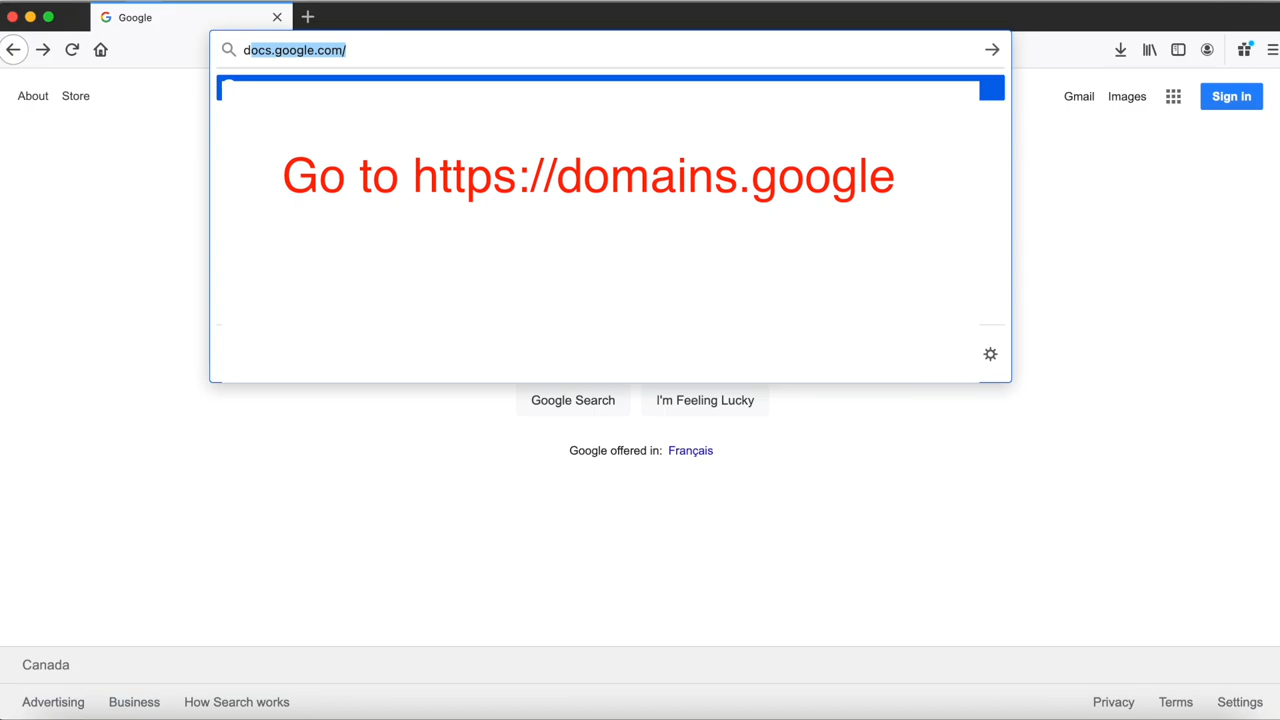 Google
docs.google.com/
About Store
Gmail Images Sign in
Go to https://domains.google
Google Search I'm Feeling Lucky
Google offered in: Français
Canada
Advertising Business How Search works
Privacy Terms Settings